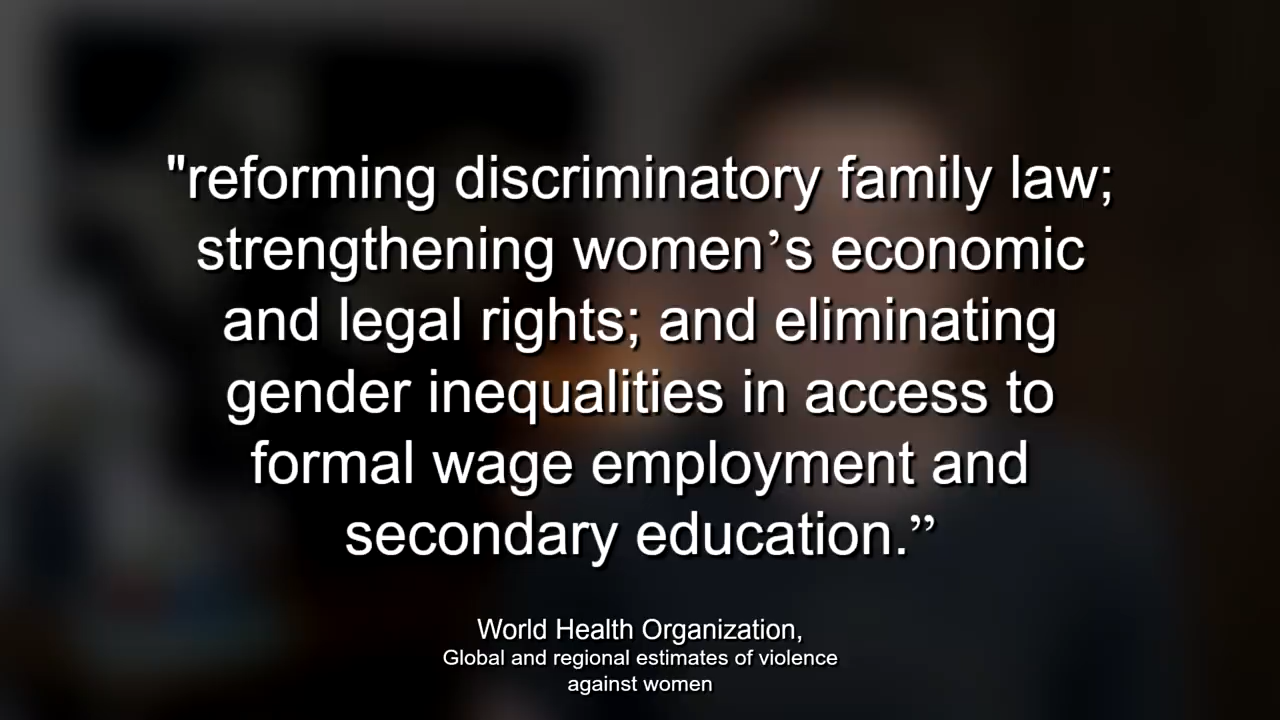 "reforming discriminatory family law;
strengthening women’s economic
and legal rights; and eliminating
gender inequalities in access to
formal wage employment and
secondary education.”
World Health Organization,
Global and regional estimates of violence
against women